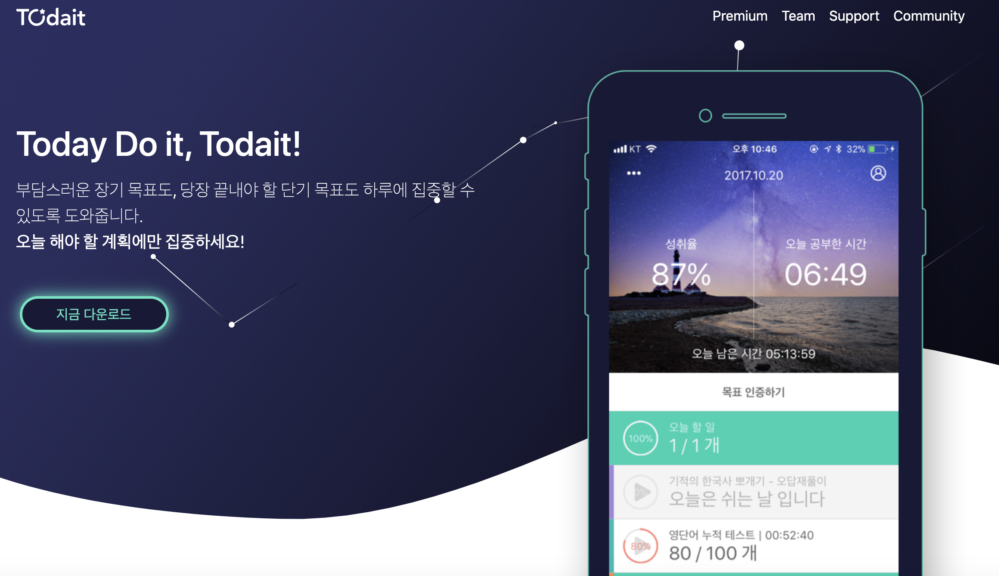 Todait
Premium Team Support Community
Today Do it, Todait!
부담스러운 장기 목표도, 당장 끝내야 할 단기 목표도 하루에 집중할 수
있도록 도와줍니다.
오늘 해야 할 계획에만 집중하세요!
지금 다운로드
KT 오후 10:46 32%
2017.10.20
성취율
87%
오늘 공부한 시간
06:49
오늘 남은 시간 05:13:59
목표 인증하기
100%
오늘 할 일
1 / 1 개
0%
기적의 한국사 뽀개기 - 오답재풀이
오늘은 쉬는 날 입니다
80%
영단어 누적 테스트 | 00:52:40
80 / 100 개